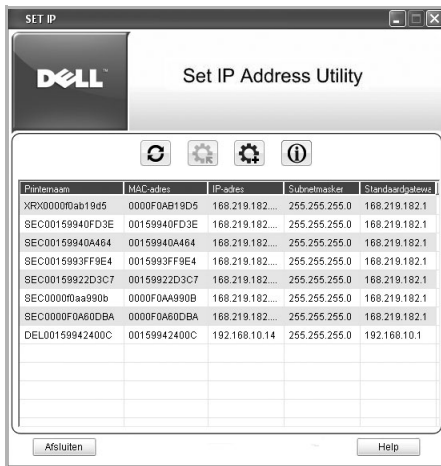 SET IP
DELL™
Set IP Address Utility
Printernaam MAC-adres IP-adres Subnetmasker Standaardgatewa
XRX0000f0ab19d5 0000F0AB19D5 168.219.182.... 255.255.255.0 168.219.182.1
SEC00159940FD3E 00159940FD3E 168.219.182.... 255.255.255.0 168.219.182.1
SEC00159940A464 00159940A464 168.219.182.... 255.255.255.0 168.219.182.1
SEC0015993FF9E4 0015993FF9E4 168.219.182.... 255.255.255.0 168.219.182.1
SEC00159922D3C7 00159922D3C7 168.219.182.... 255.255.255.0 168.219.182.1
SEC0000f0aa990b 0000F0AA990B 168.219.182.... 255.255.255.0 168.219.182.1
SEC0000F0A60DBA 0000F0A60DBA 168.219.182.... 255.255.255.0 168.219.182.1
DEL00159942400C 00159942400C 192.168.10.14 255.255.255.0 192.168.10.1
Afsluiten Help